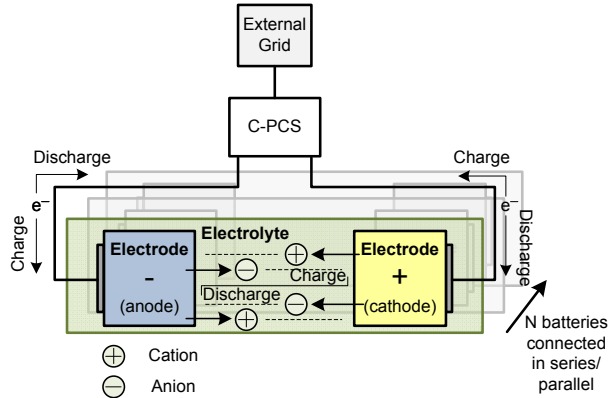 External
Grid
C-PCS
Discharge
Charge
e–
e–
Charge
Discharge
Electrode
Electrolyte
Electrode
+
-
−
+
Charge
(anode)
Discharge
−
(cathode)
+
N batteries
connected
in series/
parallel
+ Cation
− Anion